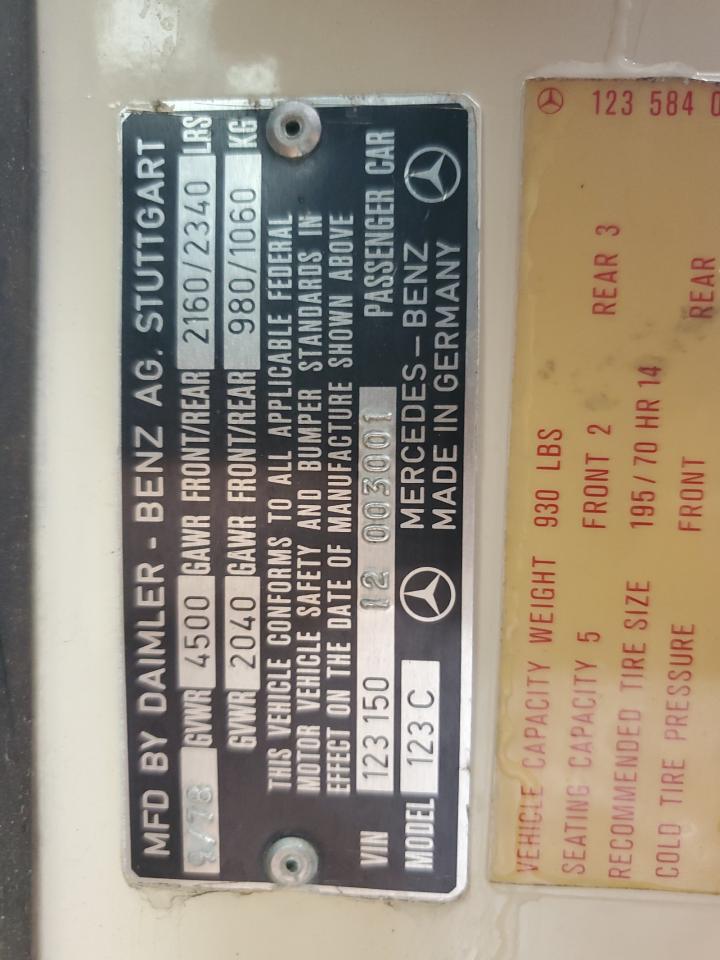 MFD BY DAIMLER - BENZ AG. STUTTGART
9/78 GVWR 4500 GAWR FRONT/REAR 2160/2340 LBS
GVWR 2040 GAWR FRONT/REAR 980/1060 KG
THIS VEHICLE CONFORMS TO ALL APPLICABLE FEDERAL
MOTOR VEHICLE SAFETY AND BUMPER STANDARDS IN
EFFECT ON THE DATE OF MANUFACTURE SHOWN ABOVE
VIN 123 150 12 003001 PASSENGER CAR
MODEL 123 C MERCEDES-BENZ
MADE IN GERMANY
123 584 0
VEHICLE CAPACITY WEIGHT 930 LBS
SEATING CAPACITY 5 FRONT 2 REAR 3
RECOMMENDED TIRE SIZE 195/70 HR 14
COLD TIRE PRESSURE FRONT REAR